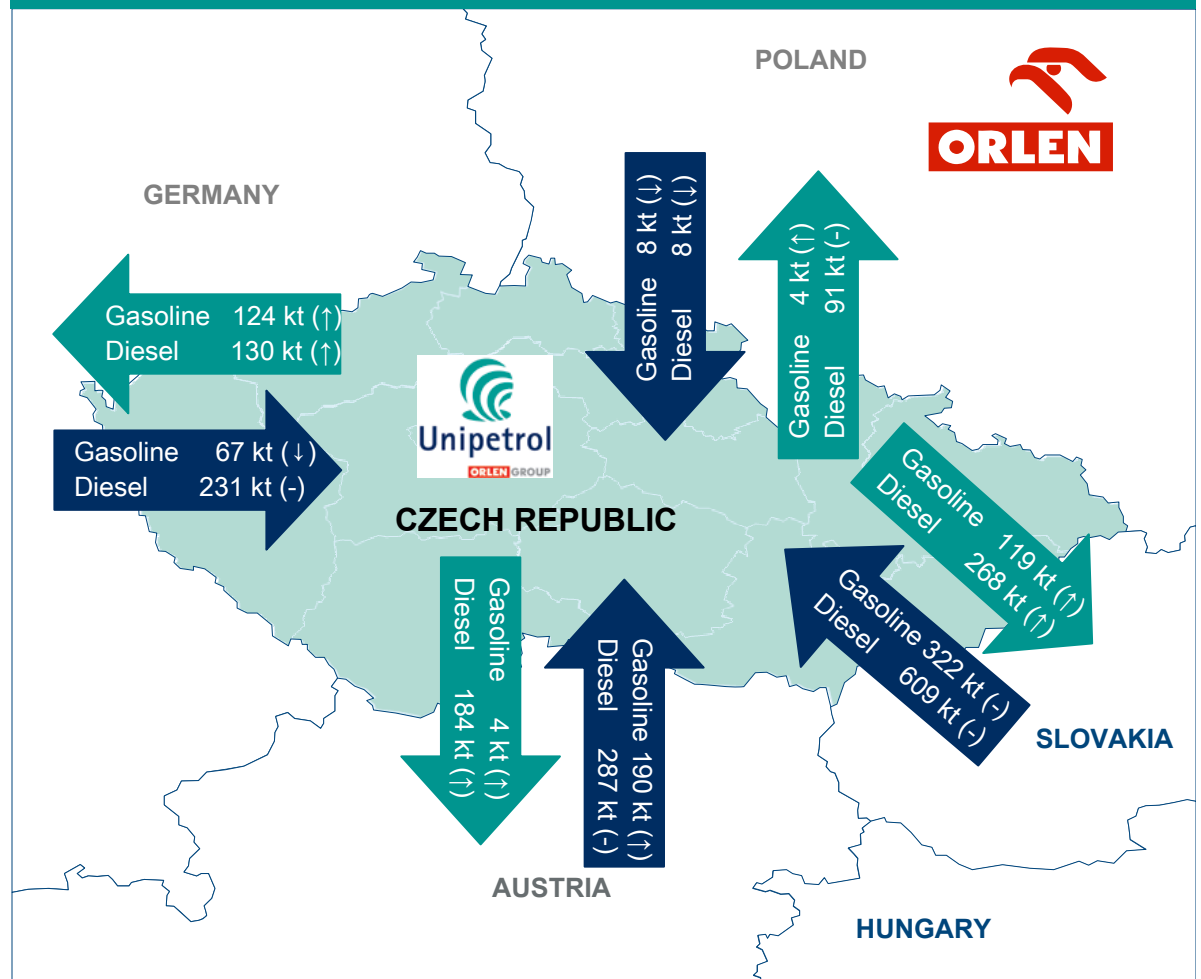 POLAND
ORLEN
GERMANY
Gasoline 8 kt (↑)
Diesel 8 kt (↑)
Gasoline 4 kt (↑)
Diesel 91 kt (-)
Gasoline 124 kt (↑)
Diesel 130 kt (↑)
Unipetrol
ORLEN GROUP
Gasoline 67 kt (↓)
Diesel 231 kt (-)
CZECH REPUBLIC
Gasoline 119 kt (↑)
Diesel 268 kt (↑)
Gasoline 322 kt (-)
Diesel 609 kt (-)
Gasoline 4 kt (↑)
Diesel 184 kt (↑)
Gasoline 190 kt (↑)
Diesel 287 kt (-)
SLOVAKIA
AUSTRIA
HUNGARY